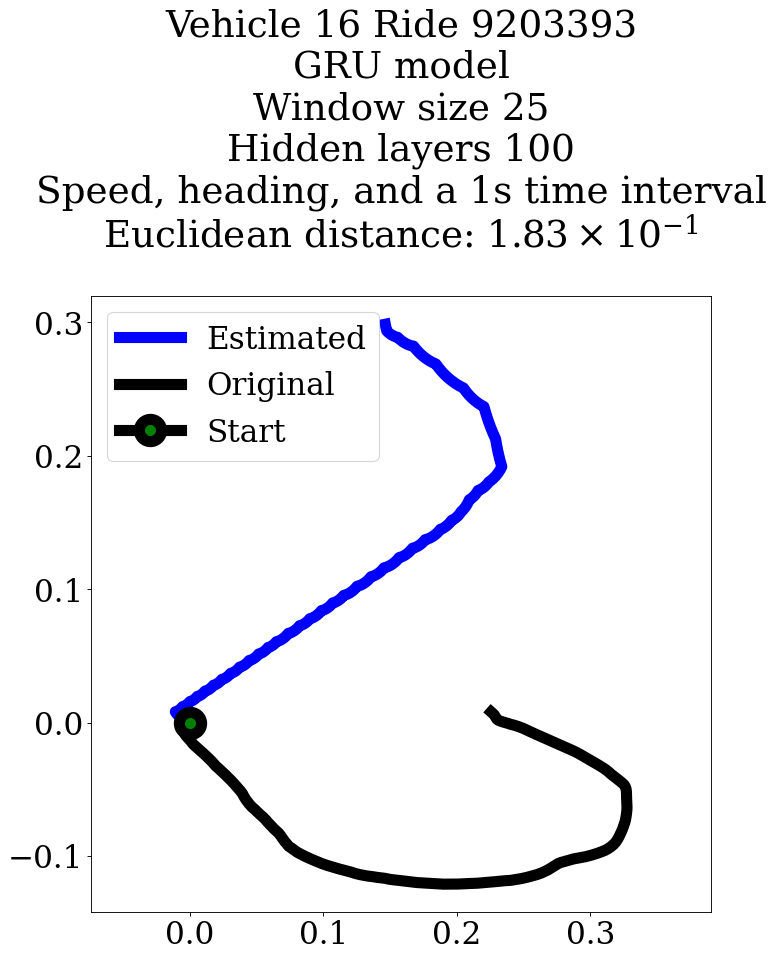 Vehicle 16 Ride 9203393
GRU model
Window size 25
Hidden layers 100
Speed, heading, and a 1s time interval
Euclidean distance: 1.83 × 10⁻¹
Estimated
Original
Start
0.3
0.2
0.1
0.0
−0.1
0.0 0.1 0.2 0.3